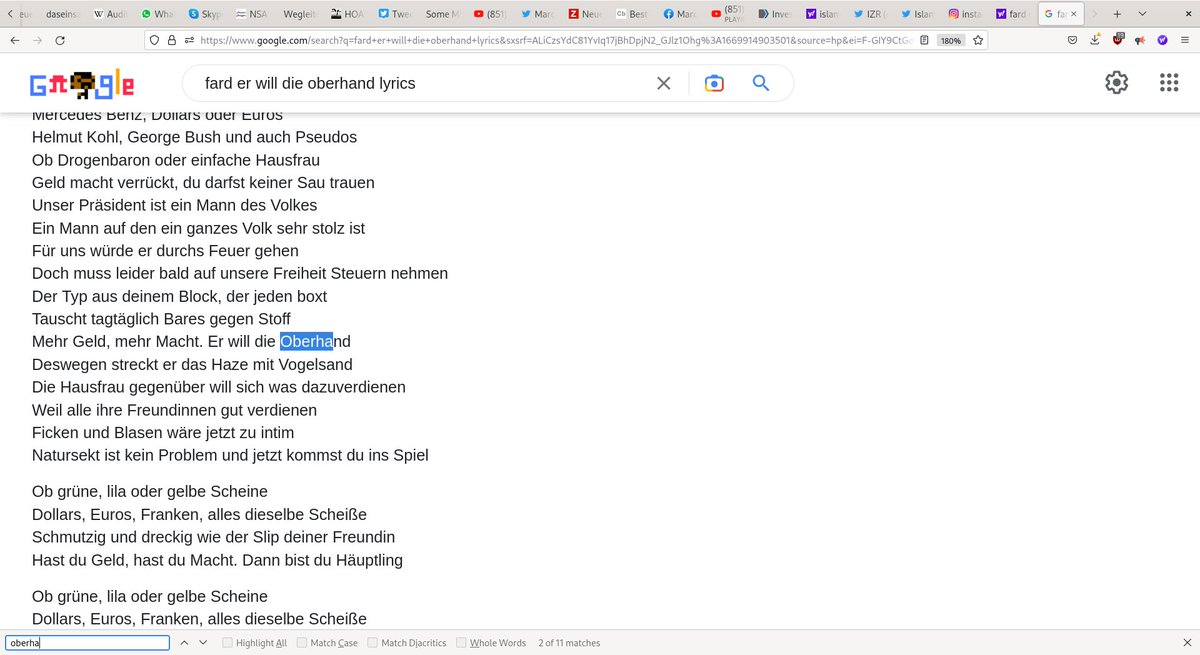 eue
daseinsa
W Audi
Wha
Skyp
NSA
Wegleit
HOA
Twee
Some M
(851)
Marc
Neue
Cb Best
Marc
(851)
PLAYI
Inves
islam
IZR (
Islam
insta
fard
G fa
https://www.google.com/search?q=fard+er+will+die+oberhand+lyrics&sxsrf=ALiCzsYdC81YvIq17jBhDpjN2_GJlz1Ohg%3A1669914903501&source=hp&ei=F-GIY9CtG
180%
fard er will die oberhand lyrics
Mercedes Benz, Dollars oder Euros
Helmut Kohl, George Bush und auch Pseudos
Ob Drogenbaron oder einfache Hausfrau
Geld macht verrückt, du darfst keiner Sau trauen
Unser Präsident ist ein Mann des Volkes
Ein Mann auf den ein ganzes Volk sehr stolz ist
Für uns würde er durchs Feuer gehen
Doch muss leider bald auf unsere Freiheit Steuern nehmen
Der Typ aus deinem Block, der jeden boxt
Tauscht tagtäglich Bares gegen Stoff
Mehr Geld, mehr Macht. Er will die Oberhand
Deswegen streckt er das Haze mit Vogelsand
Die Hausfrau gegenüber will sich was dazuverdienen
Weil alle ihre Freundinnen gut verdienen
Ficken und Blasen wäre jetzt zu intim
Natursekt ist kein Problem und jetzt kommst du ins Spiel
Ob grüne, lila oder gelbe Scheine
Dollars, Euros, Franken, alles dieselbe Scheiße
Schmutzig und dreckig wie der Slip deiner Freundin
Hast du Geld, hast du Macht. Dann bist du Häuptling
Ob grüne, lila oder gelbe Scheine
Dollars, Euros, Franken, alles dieselbe Scheiße
oberha
Highlight All
Match Case
Match Diacritics
Whole Words
2 of 11 matches